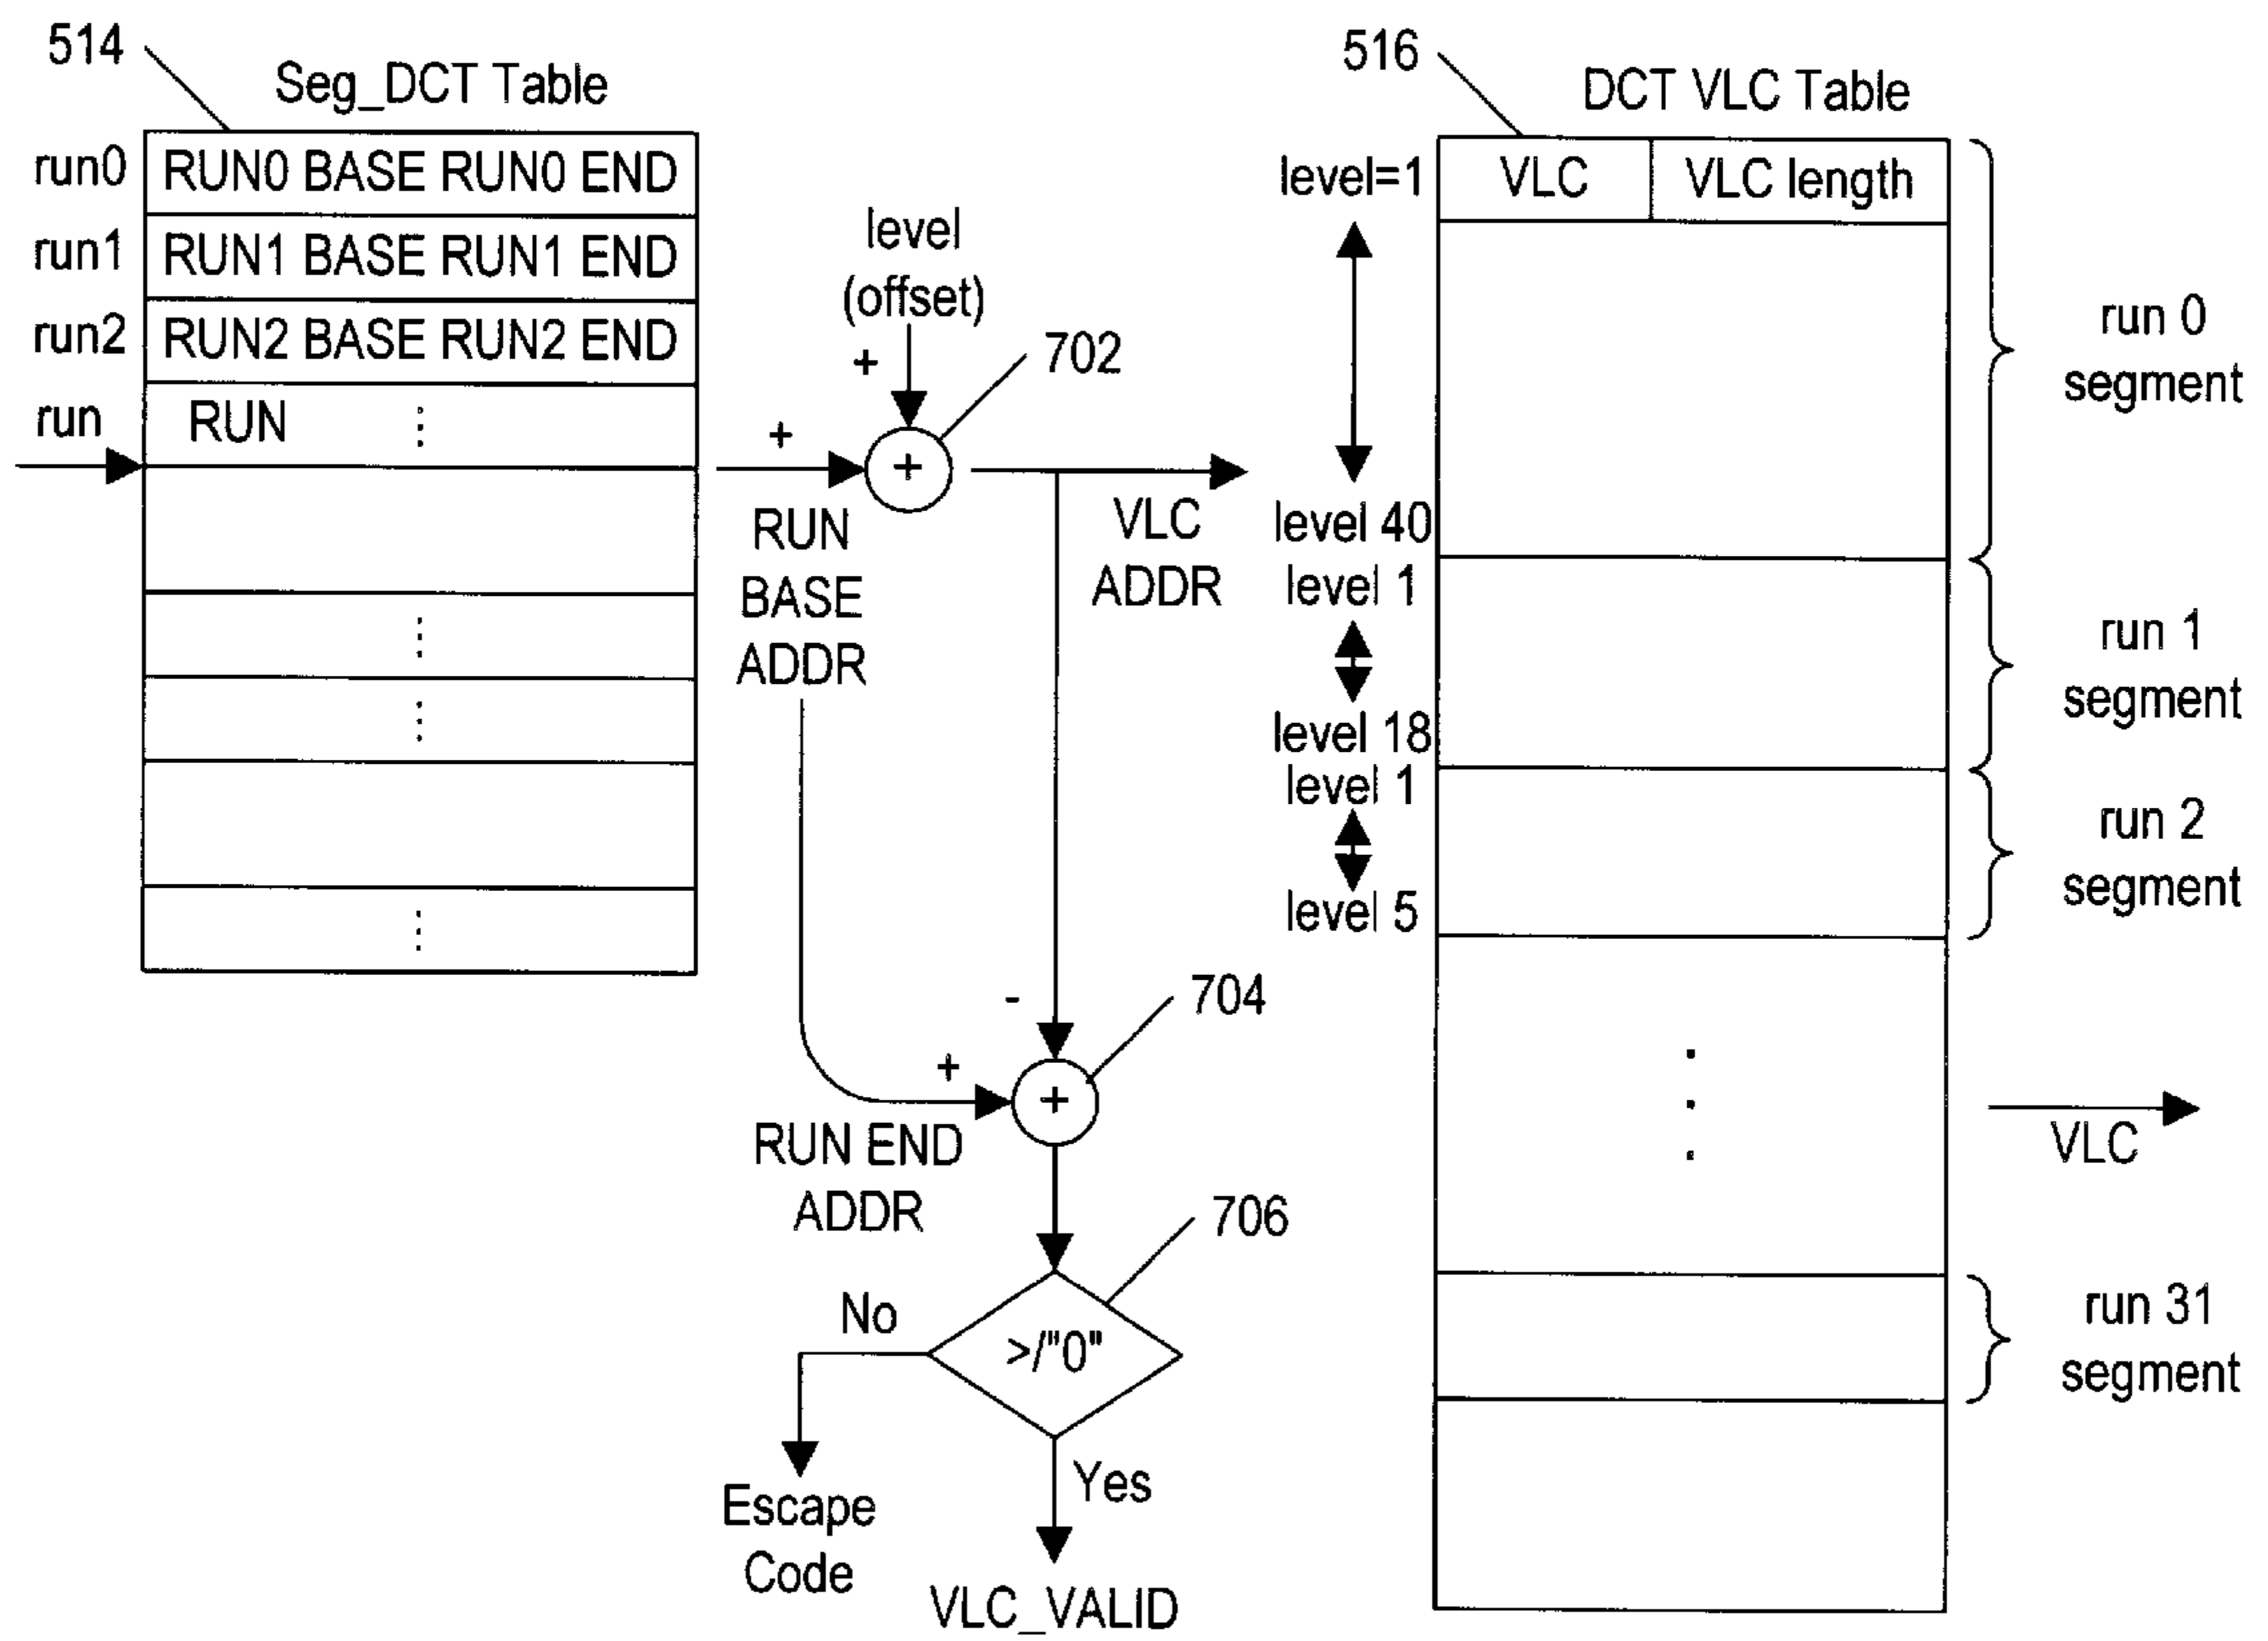 514
Seg_DCT Table
run0 RUN0 BASE RUN0 END
run1 RUN1 BASE RUN1 END
run2 RUN2 BASE RUN2 END
run RUN ⋮
⋮
⋮
⋮
level
(offset)
+
702
+
+
RUN
BASE
ADDR
VLC
ADDR
-
704
+
+
RUN END
ADDR
706
>/"0"
No
Escape
Code
Yes
VLC_VALID
516
DCT VLC Table
level=1 VLC VLC length
level 40
level 1
level 18
level 1
level 5
run 0
segment
run 1
segment
run 2
segment
⋮
VLC
run 31
segment